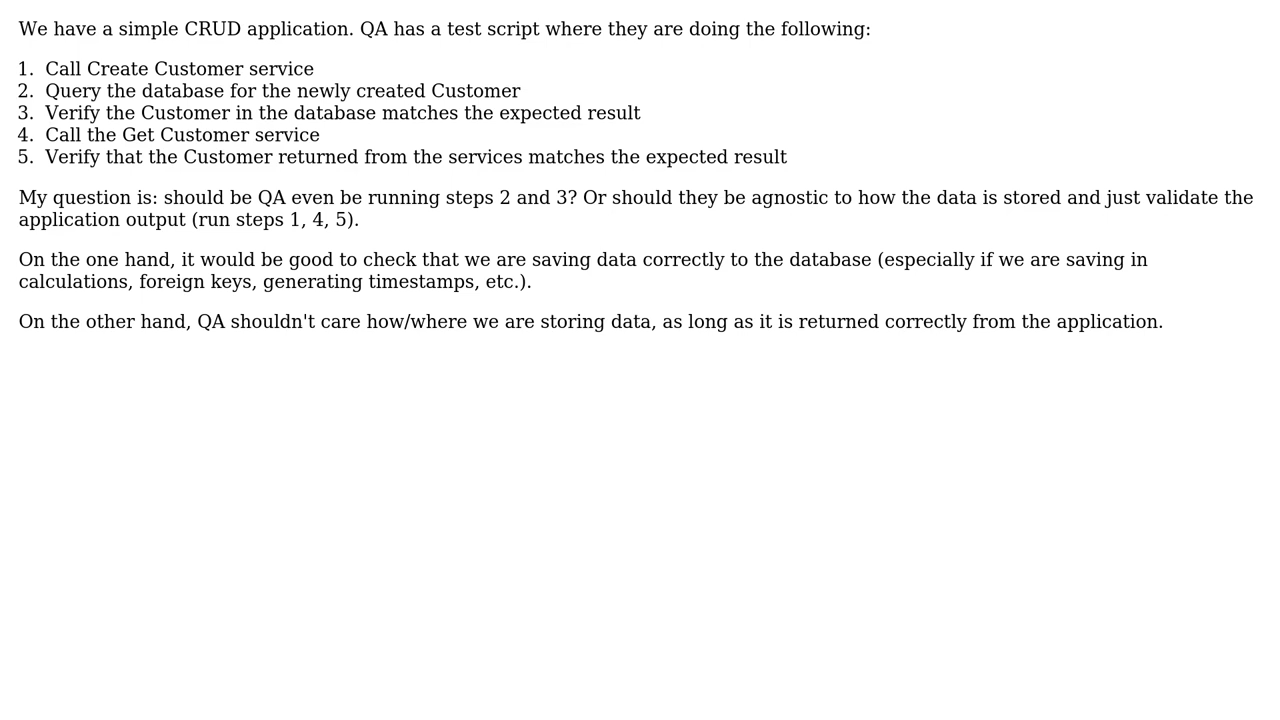 We have a simple CRUD application. QA has a test script where they are doing the following:
1. Call Create Customer service
2. Query the database for the newly created Customer
3. Verify the Customer in the database matches the expected result
4. Call the Get Customer service
5. Verify that the Customer returned from the services matches the expected result
My question is: should be QA even be running steps 2 and 3? Or should they be agnostic to how the data is stored and just validate the
application output (run steps 1, 4, 5).
On the one hand, it would be good to check that we are saving data correctly to the database (especially if we are saving in
calculations, foreign keys, generating timestamps, etc.).
On the other hand, QA shouldn't care how/where we are storing data, as long as it is returned correctly from the application.